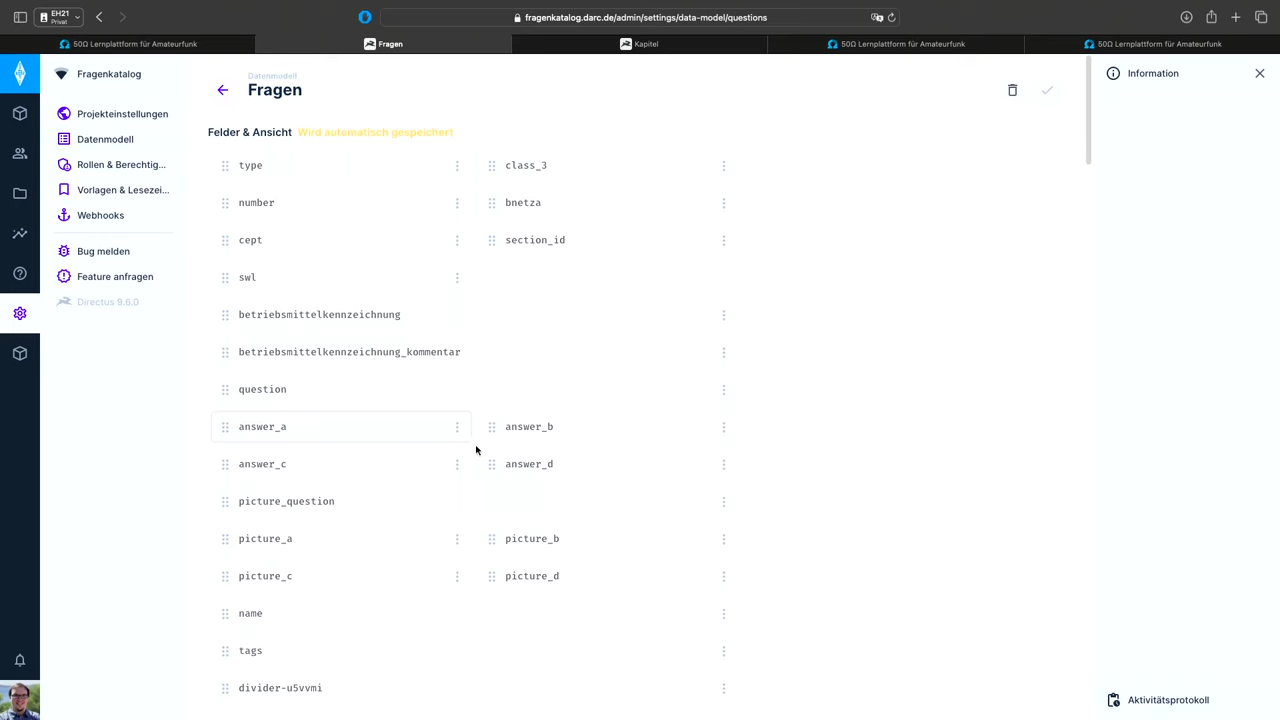 EH21
Privat
fragenkatalog.darc.de/admin/settings/data-model/questions
50Ω Lernplattform für Amateurfunk
Fragen
Kapitel
50Ω Lernplattform für Amateurfunk
50Ω Lernplattform für Amateurfunk
Fragenkatalog
Projekteinstellungen
Datenmodell
Rollen & Berechtig...
Vorlagen & Lesezei...
Webhooks
Bug melden
Feature anfragen
Directus 9.6.0
Datenmodell
Fragen
Felder & Ansicht Wird automatisch gespeicher!
type class_3
number bnetza
cept section_id
swl
betriebsmittelkennzeichnung
betriebsmittelkennzeichnung_kommentar
question
answer_a answer_b
answer_c answer_d
picture_question
picture_a picture_b
picture_c picture_d
name
tags
divider-u5vvmi
Information
Aktivitätsprotokoll